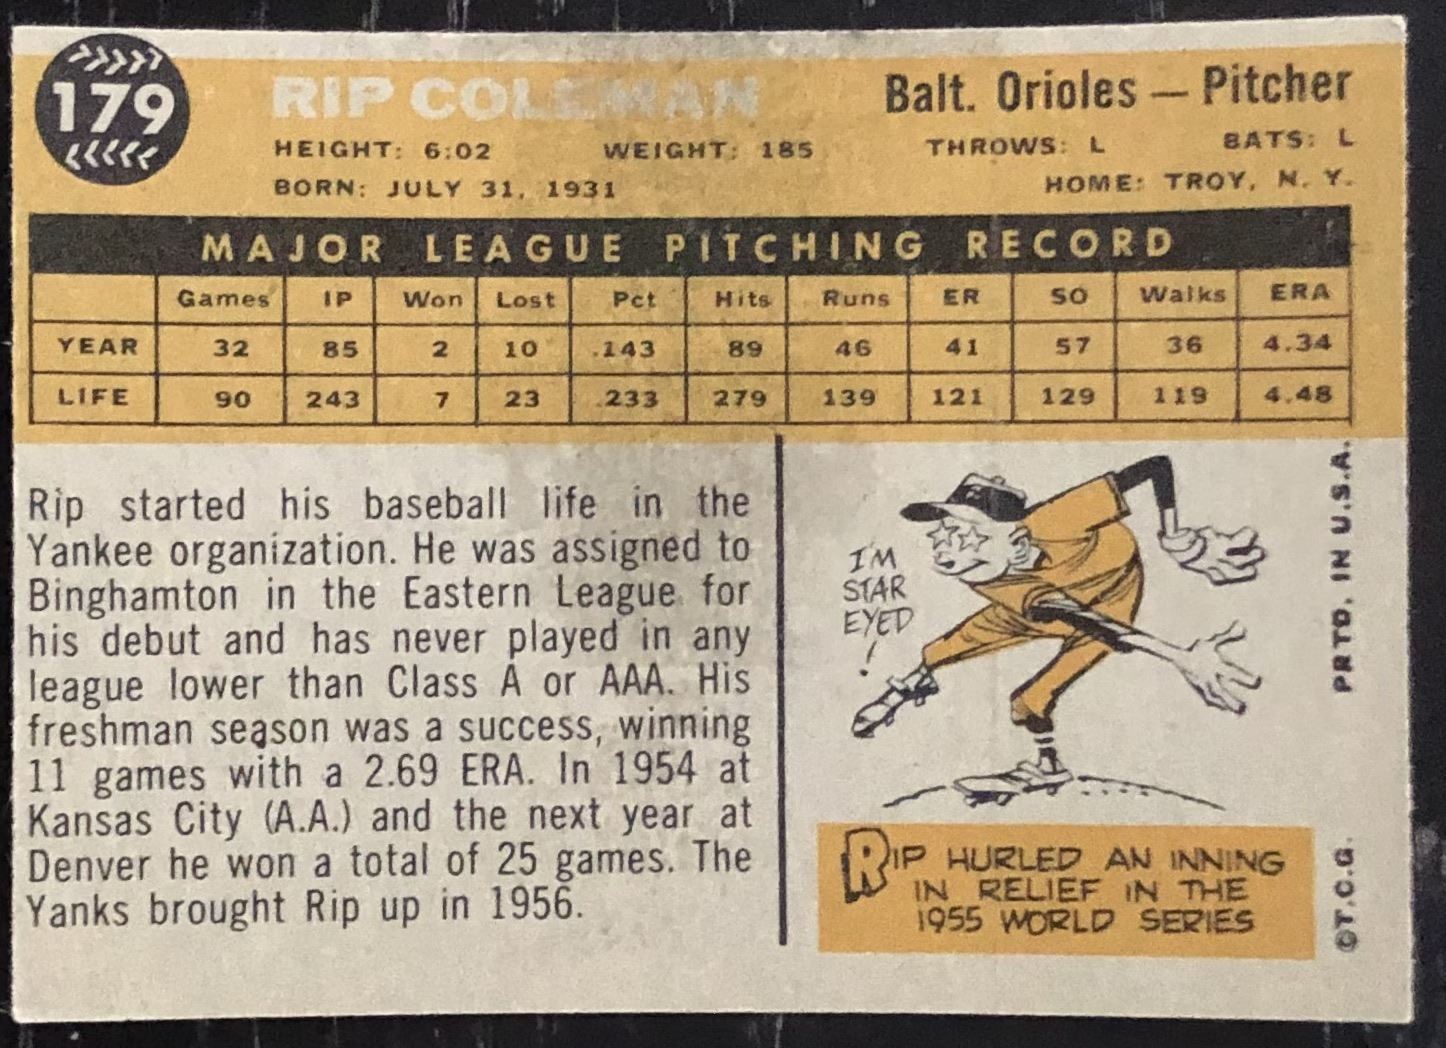 179
RIP COLEMAN
Balt. Orioles — Pitcher
HEIGHT: 6:02 WEIGHT: 185 THROWS: L BATS: L
BORN: JULY 31, 1931 HOME: TROY, N. Y.
MAJOR LEAGUE PITCHING RECORD
Games IP Won Lost Pct Hits Runs ER SO Walks ERA
YEAR 32 85 2 10 .143 89 46 41 57 36 4.34
LIFE 90 243 7 23 .233 279 139 121 129 119 4.48
Rip started his baseball life in the
Yankee organization. He was assigned to
Binghamton in the Eastern League for
his debut and has never played in any
league lower than Class A or AAA. His
freshman season was a success, winning
11 games with a 2.69 ERA. In 1954 at
Kansas City (A.A.) and the next year at
Denver he won a total of 25 games. The
Yanks brought Rip up in 1956.
I'M
STAR
EYED
!
RIP HURLED AN INNING
IN RELIEF IN THE
1955 WORLD SERIES
©T.C.G. PRTD. IN U.S.A.